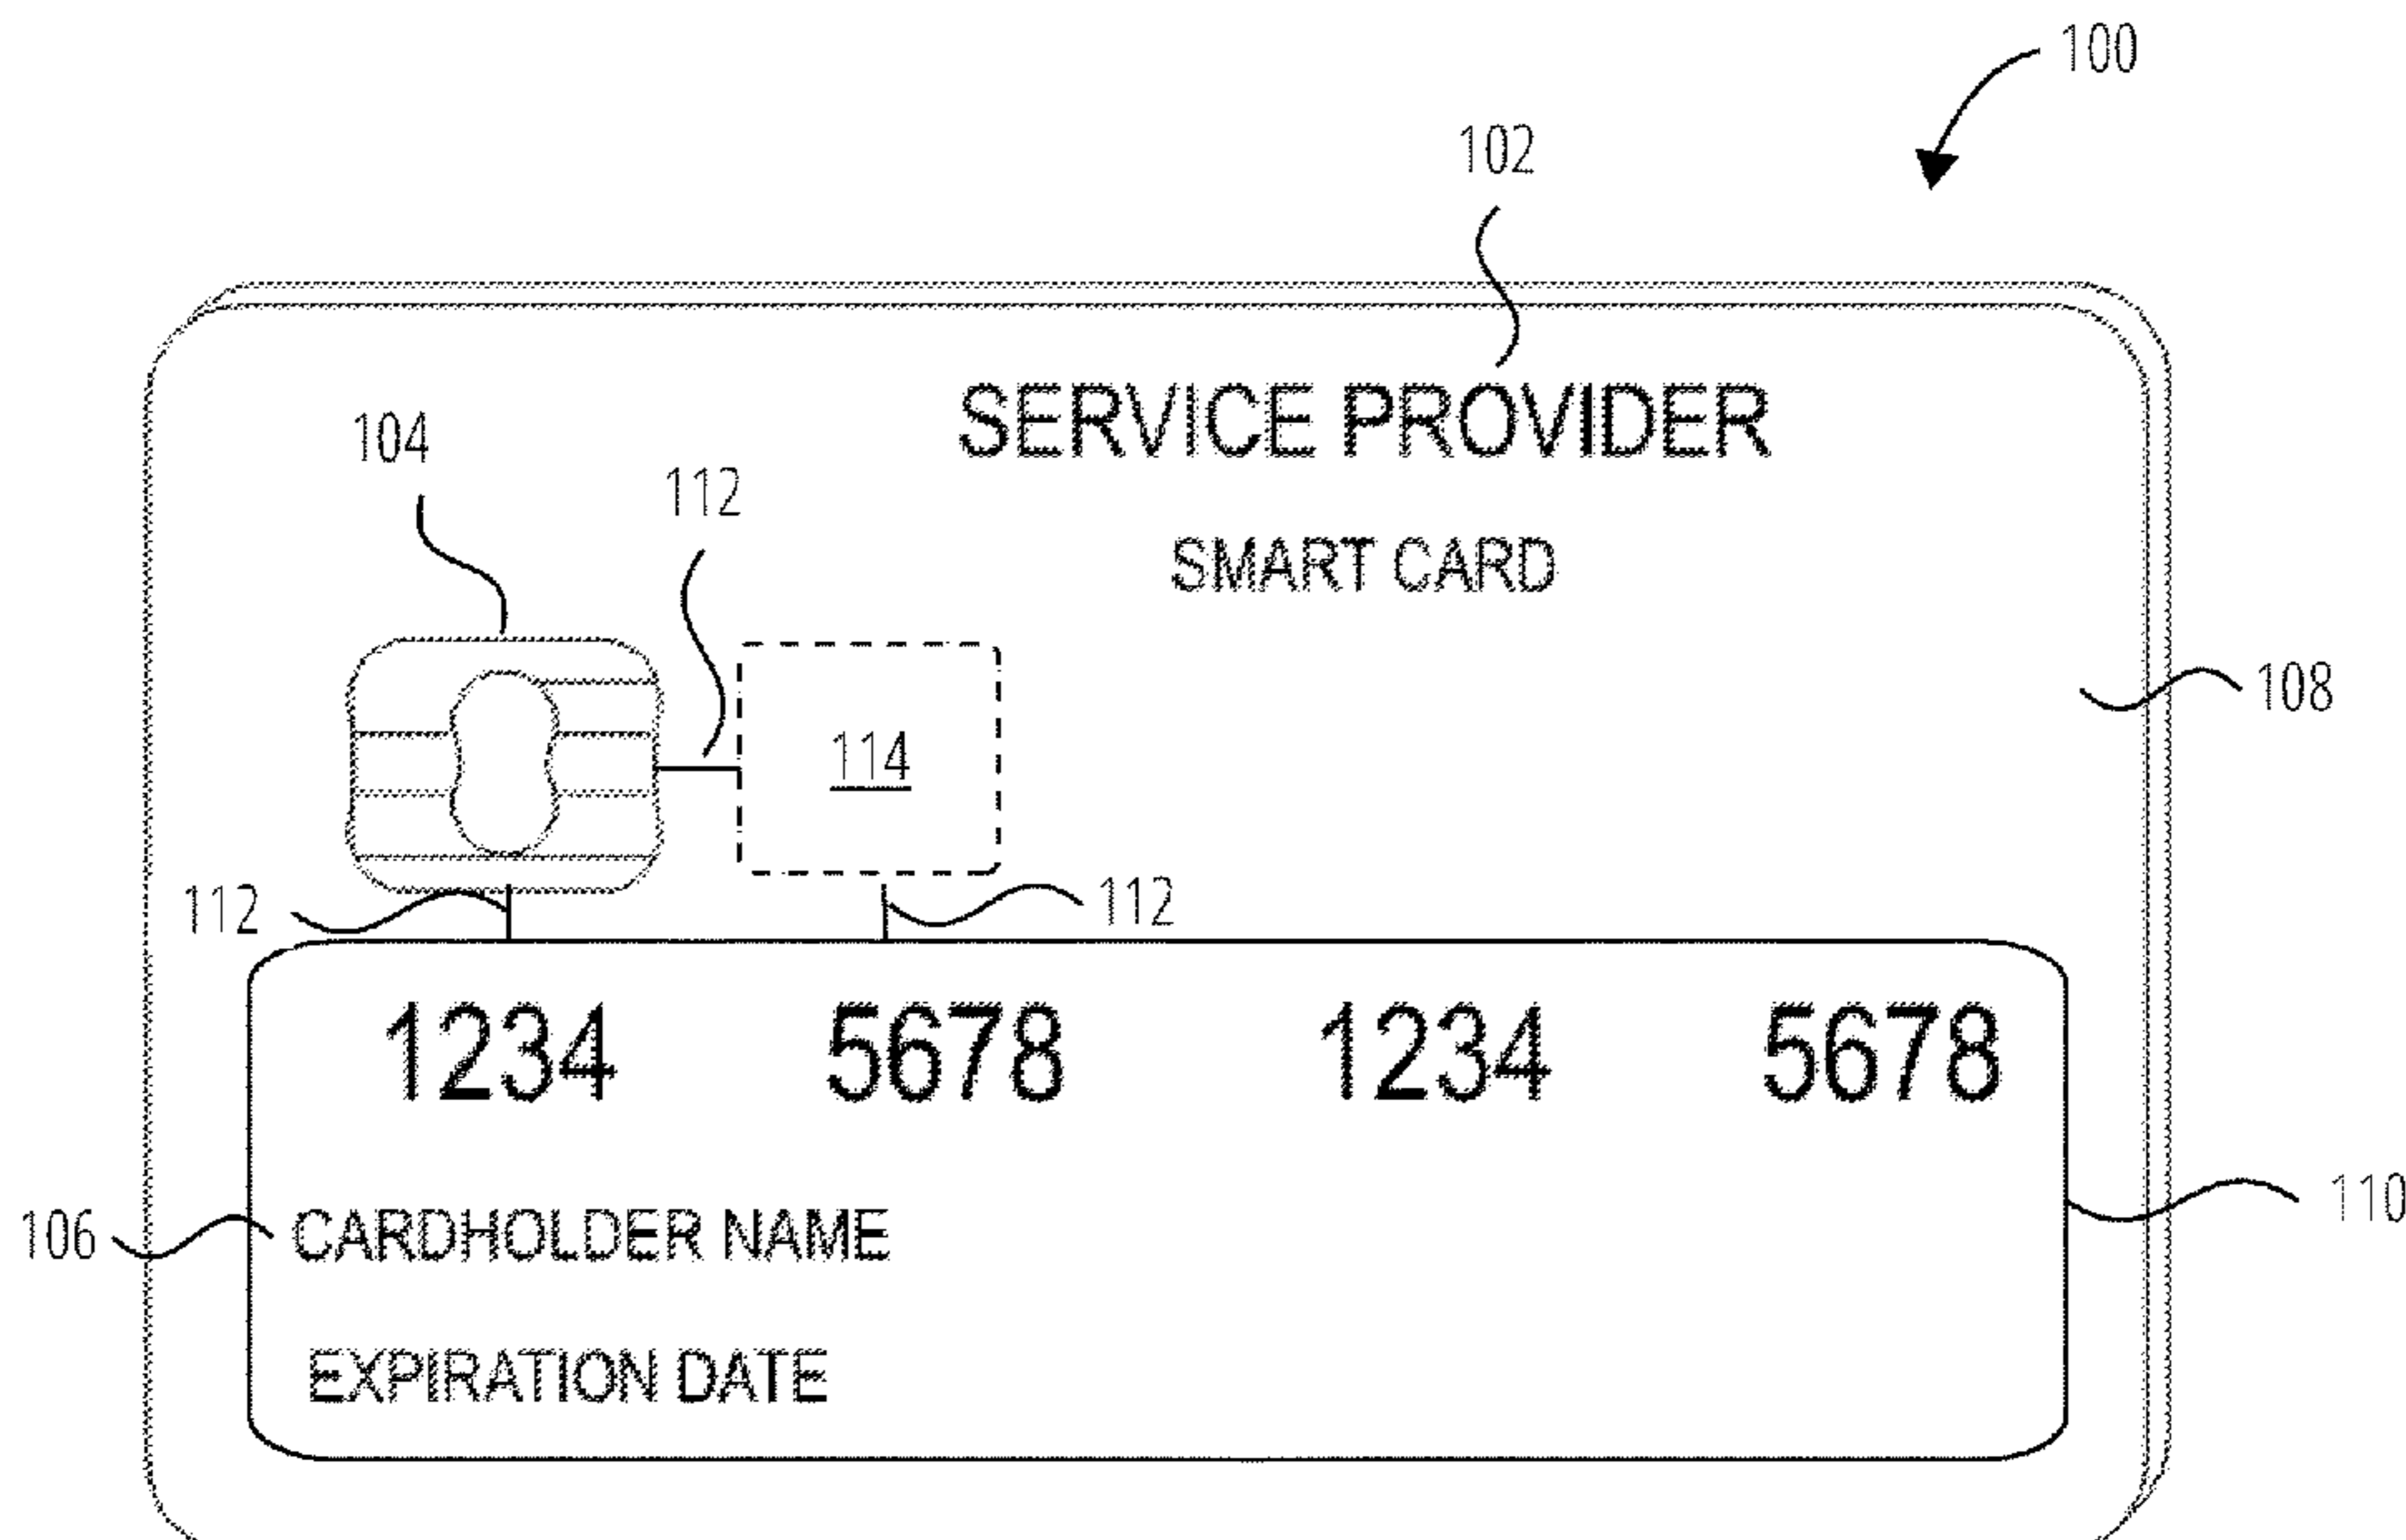 100
102
SERVICE PROVIDER
104
112
SMART CARD
108
114
112
112
1234 5678 1234 5678
110
106
CARDHOLDER NAME
EXPIRATION DATE